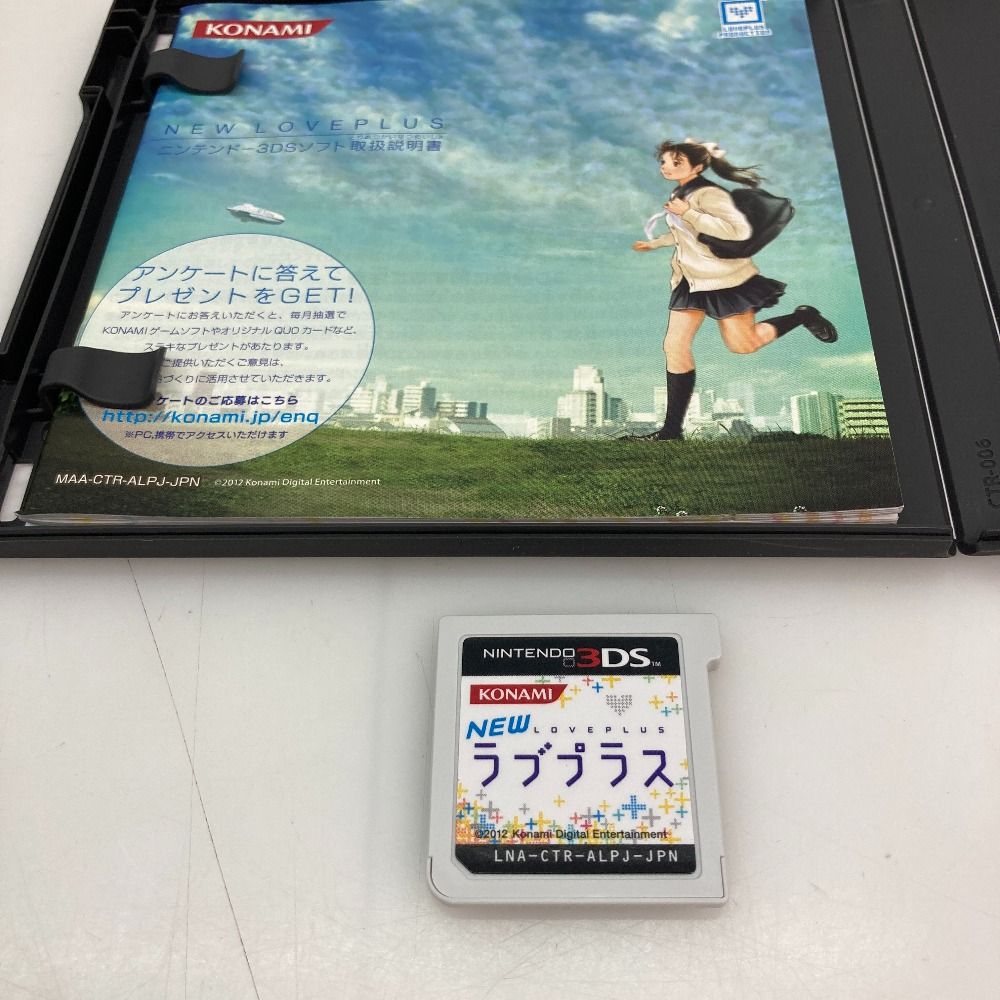 KONAMI
LOVEPLUS
PRODUCTION
NEW LOVEPLUS
ニンテンドー3DSソフト 取扱説明書
アンケートに答えて
プレゼントをGET!
アンケートにお答えいただくと、毎月抽選で
KONAMIゲームソフトやオリジナルQUOカードなど、
ステキなプレゼントがあたります。
ご提供いただくご意見は、
づくりに活用させていただきます。
ケートのご応募はこちら
http://konami.jp/enq
※PC、携帯でアクセスいただけます
MAA-CTR-ALPJ-JPN ©2012 Konami Digital Entertainment
CTR-006
NINTENDO 3DS TM
KONAMI
NEW LOVEPLUS
ラブプラス
©2012 Konami Digital Entertainment
LNA-CTR-ALPJ-JPN